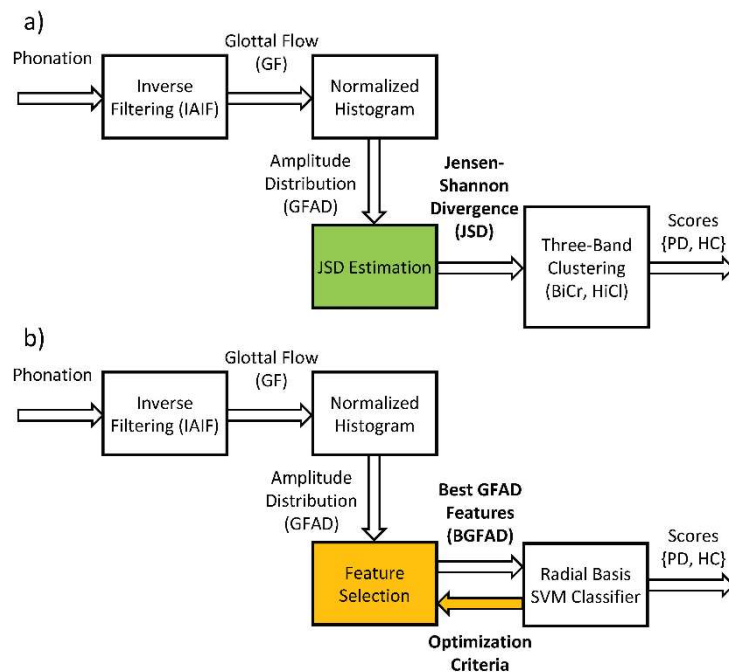 a)
Phonation
Glottal Flow
(GF)
Inverse
Filtering (IAIF)
Normalized
Histogram
Amplitude
Distribution
(GFAD)
Jensen-
Shannon
Divergence
(JSD)
JSD Estimation
Three-Band
Clustering
(BiCr, HiCl)
Scores
{PD, HC}
b)
Phonation
Glottal Flow
(GF)
Inverse
Filtering (IAIF)
Normalized
Histogram
Amplitude
Distribution
(GFAD)
Best GFAD
Features
(BGFAD)
Feature
Selection
Radial Basis
SVM Classifier
Scores
{PD, HC}
Optimization
Criteria